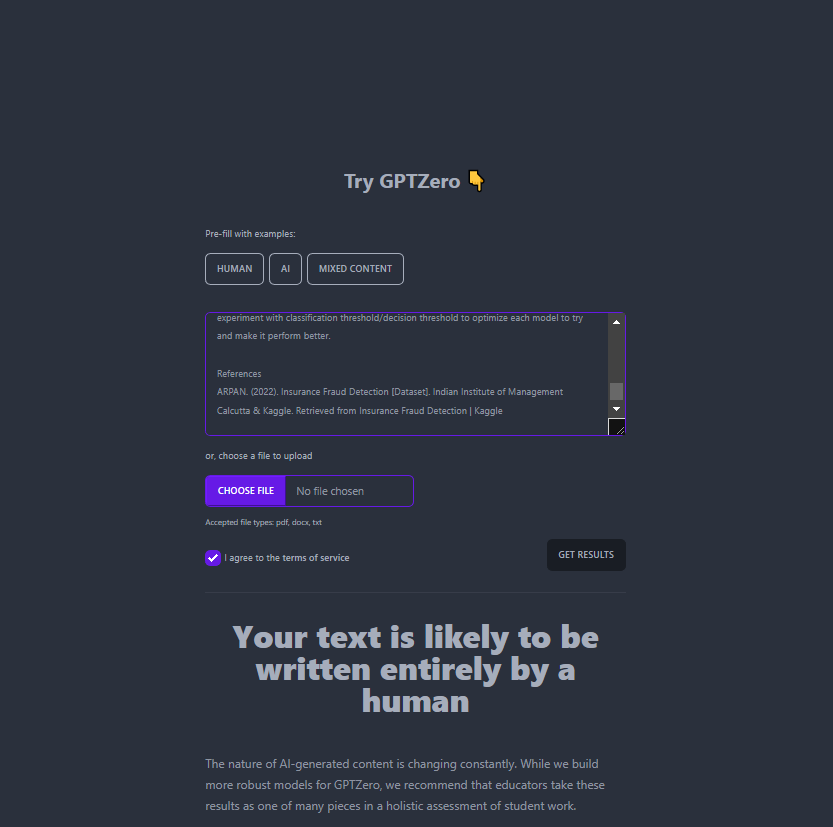 Try GPTZero 👇
Pre-fill with examples:
HUMAN AI MIXED CONTENT
experiment with classification threshold/decision threshold to optimize each model to try
and make it perform better.
References
ARPAN. (2022). Insurance Fraud Detection [Dataset]. Indian Institute of Management
Calcutta & Kaggle. Retrieved from Insurance Fraud Detection | Kaggle
or, choose a file to upload
CHOOSE FILE No file chosen
Accepted file types: pdf, docx, txt
I agree to the terms of service
GET RESULTS
Your text is likely to be
written entirely by a
human
The nature of AI-generated content is changing constantly. While we build
more robust models for GPTZero, we recommend that educators take these
results as one of many pieces in a holistic assessment of student work.